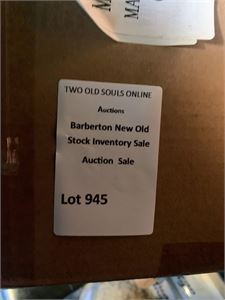 TWO OLD SOULS ONLINE
Auctions
Barberton New Old
Stock Inventory Sale
Auction Sale
Lot 945